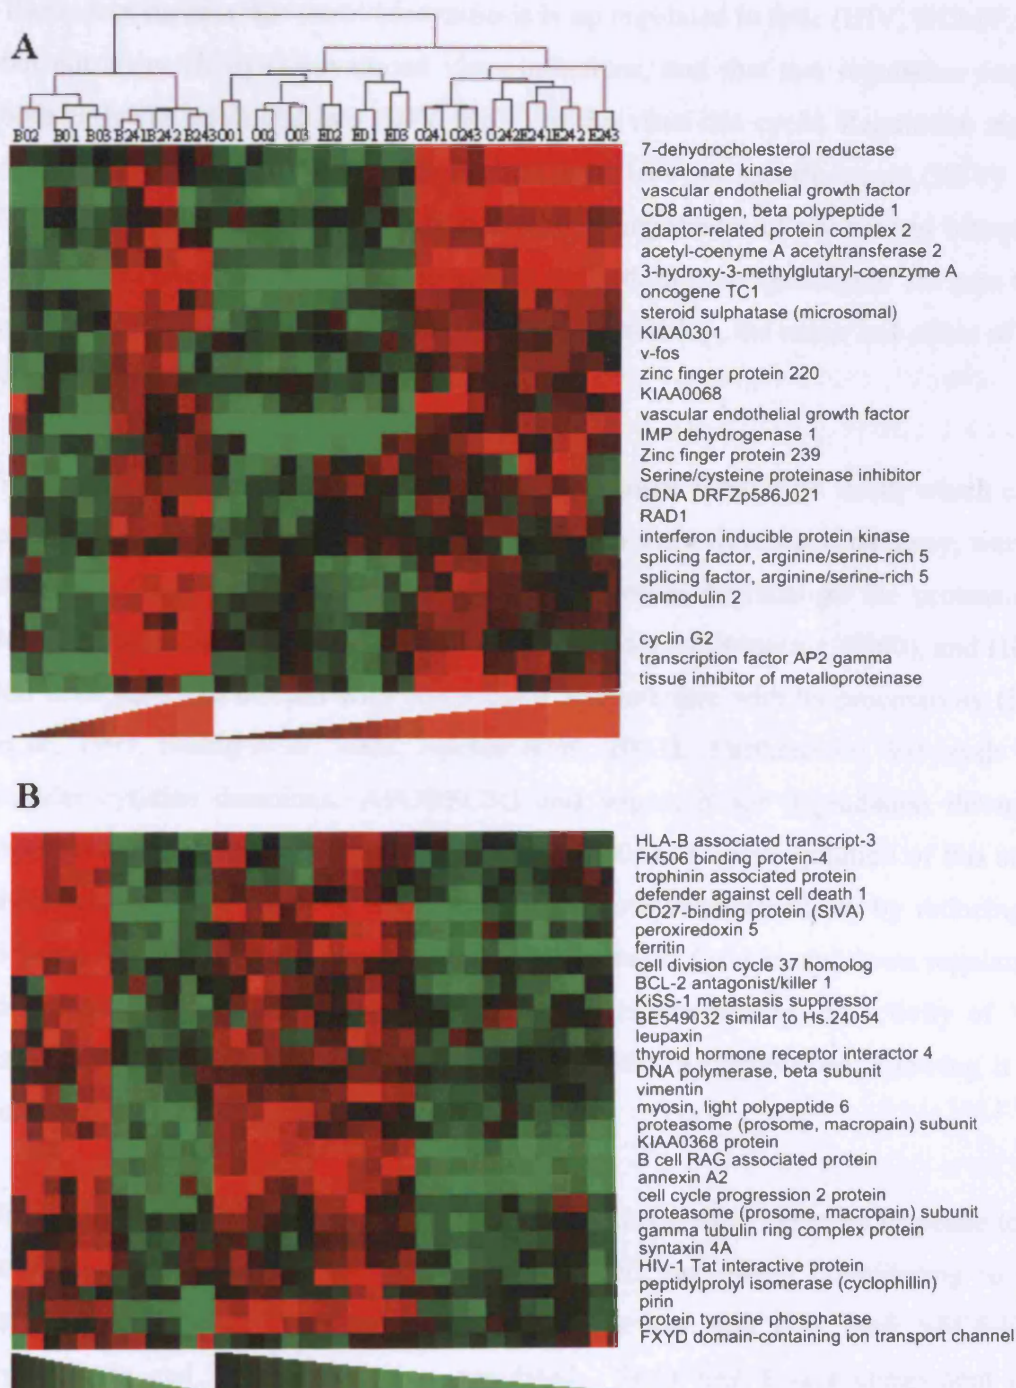 A
B02 B01 B03 B241 B242 B243 O01 O02 O03 E02 E01 E03 O241 O243 O242 E241 E242 E243
7-dehydrocholesterol reductase
mevalonate kinase
vascular endothelial growth factor
CD8 antigen, beta polypeptide 1
adaptor-related protein complex 2
acetyl-coenyme A acetyltransferase 2
3-hydroxy-3-methylglutaryl-coenzyme A
oncogene TC1
steroid sulphatase (microsomal)
KIAA0301
v-fos
zinc finger protein 220
KIAA0068
vascular endothelial growth factor
IMP dehydrogenase 1
Zinc finger protein 239
Serine/cysteine proteinase inhibitor
cDNA DRFZp586J021
RAD1
interferon inducible protein kinase
splicing factor, arginine/serine-rich 5
splicing factor, arginine/serine-rich 5
calmodulin 2
cyclin G2
transcription factor AP2 gamma
tissue inhibitor of metalloproteinase
B
HLA-B associated transcript-3
FK506 binding protein-4
trophinin associated protein
defender against cell death 1
CD27-binding protein (SIVA)
peroxiredoxin 5
ferritin
cell division cycle 37 homolog
BCL-2 antagonist/killer 1
KiSS-1 metastasis suppressor
BE549032 similar to Hs.24054
leupaxin
thyroid hormone receptor interactor 4
DNA polymerase, beta subunit
vimentin
myosin, light polypeptide 6
proteasome (prosome, macropain) subunit
KIAA0368 protein
B cell RAG associated protein
annexin A2
cell cycle progression 2 protein
proteasome (prosome, macropain) subunit
gamma tubulin ring complex protein
syntaxin 4A
HIV-1 Tat interactive protein
peptidylprolyl isomerase (cyclophillin)
pirin
protein tyrosine phosphatase
FXYD domain-containing ion transport channel